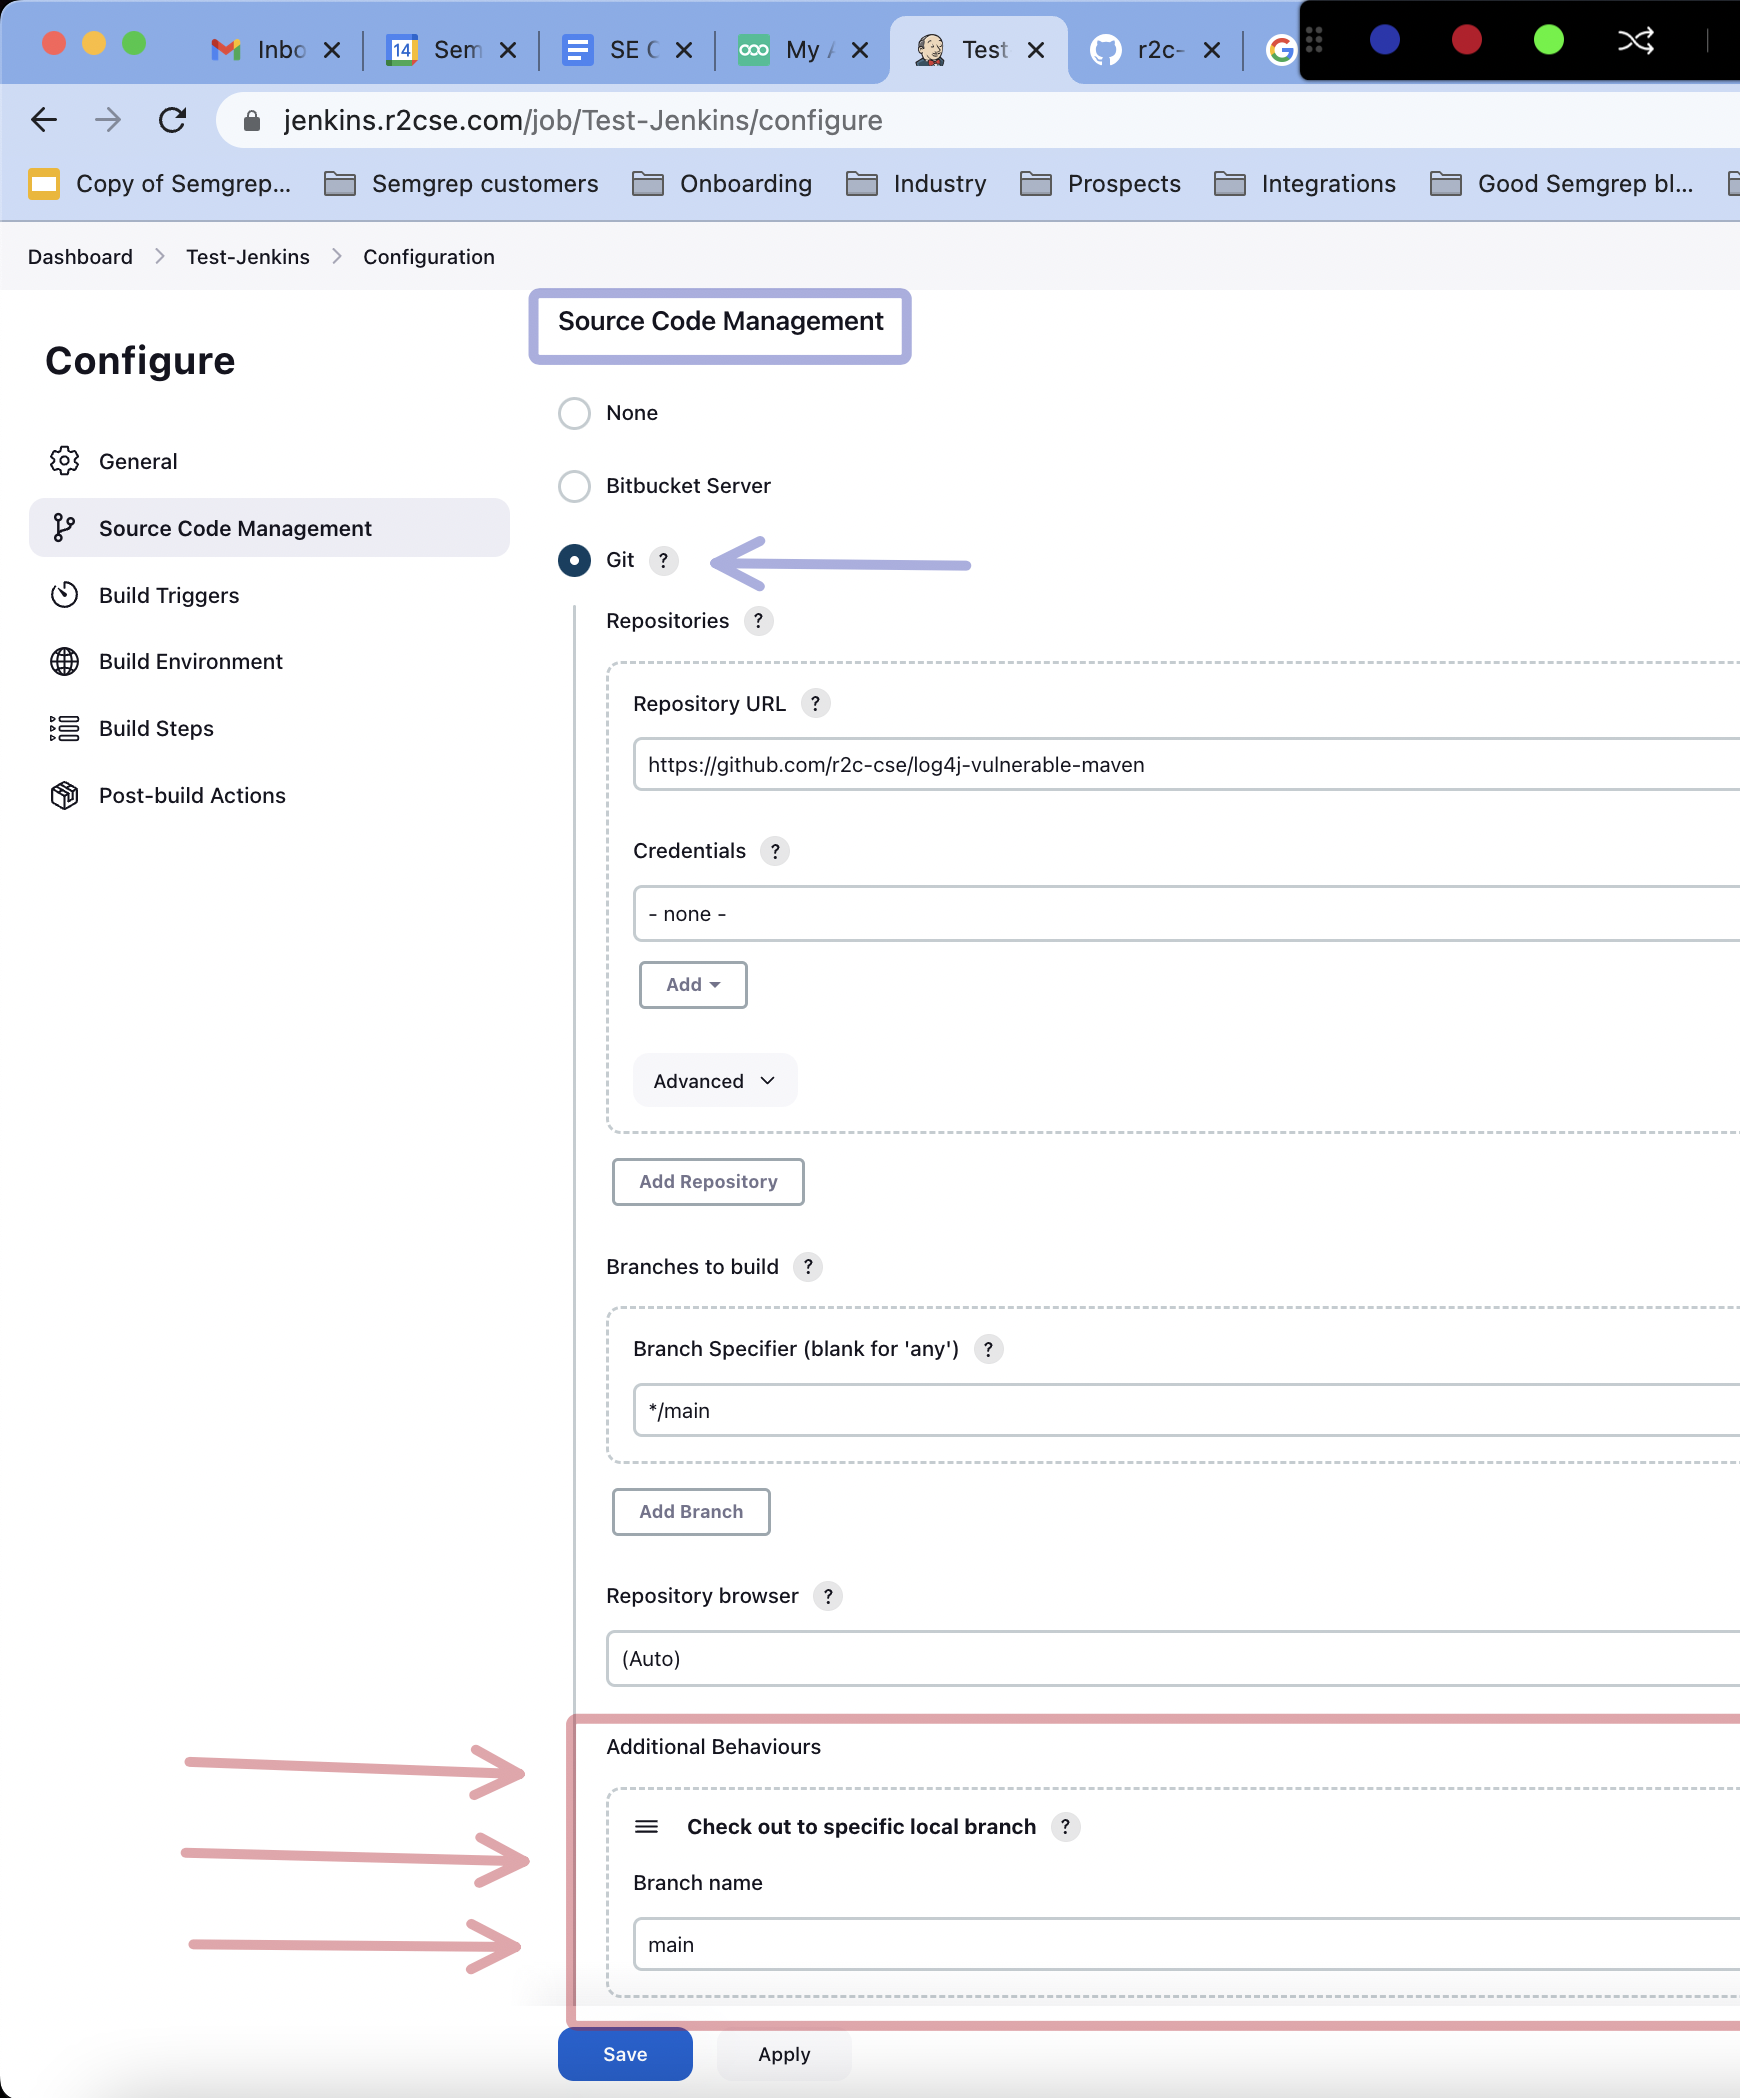 Inbo
14
Sem
SE C
My A
Test
r2c-
jenkins.r2cse.com/job/Test-Jenkins/configure
Copy of Semgrep...
Semgrep customers
Onboarding
Industry
Prospects
Integrations
Good Semgrep bl...
Dashboard
Test-Jenkins
Configuration
Configure
General
Source Code Management
Build Triggers
Build Environment
Build Steps
Post-build Actions
Source Code Management
None
Bitbucket Server
Git ?
Repositories ?
Repository URL ?
https://github.com/r2c-cse/log4j-vulnerable-maven
Credentials ?
- none -
Add
Advanced
Add Repository
Branches to build ?
Branch Specifier (blank for 'any') ?
*/main
Add Branch
Repository browser ?
(Auto)
Additional Behaviours
Check out to specific local branch ?
Branch name
main
Save
Apply